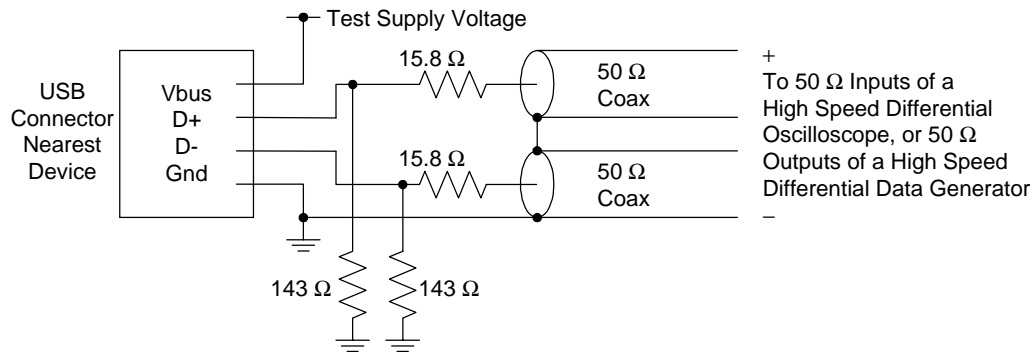 Test Supply Voltage
USB
Connector
Nearest
Device
Vbus
D+
D-
Gnd
15.8 Ω
15.8 Ω
50 Ω
Coax
50 Ω
Coax
143 Ω
143 Ω
+
To 50 Ω Inputs of a
High Speed Differential
Oscilloscope, or 50 Ω
Outputs of a High Speed
Differential Data Generator
−